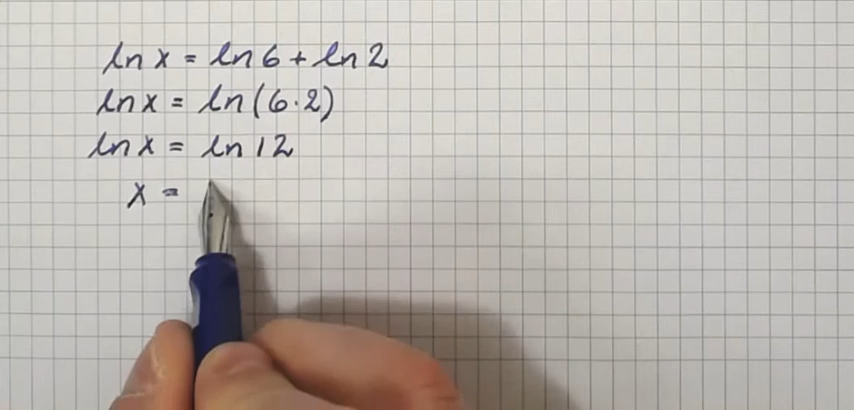 ln x = ln 6 + ln 2
ln x = ln (6·2)
ln x = ln 12
x =